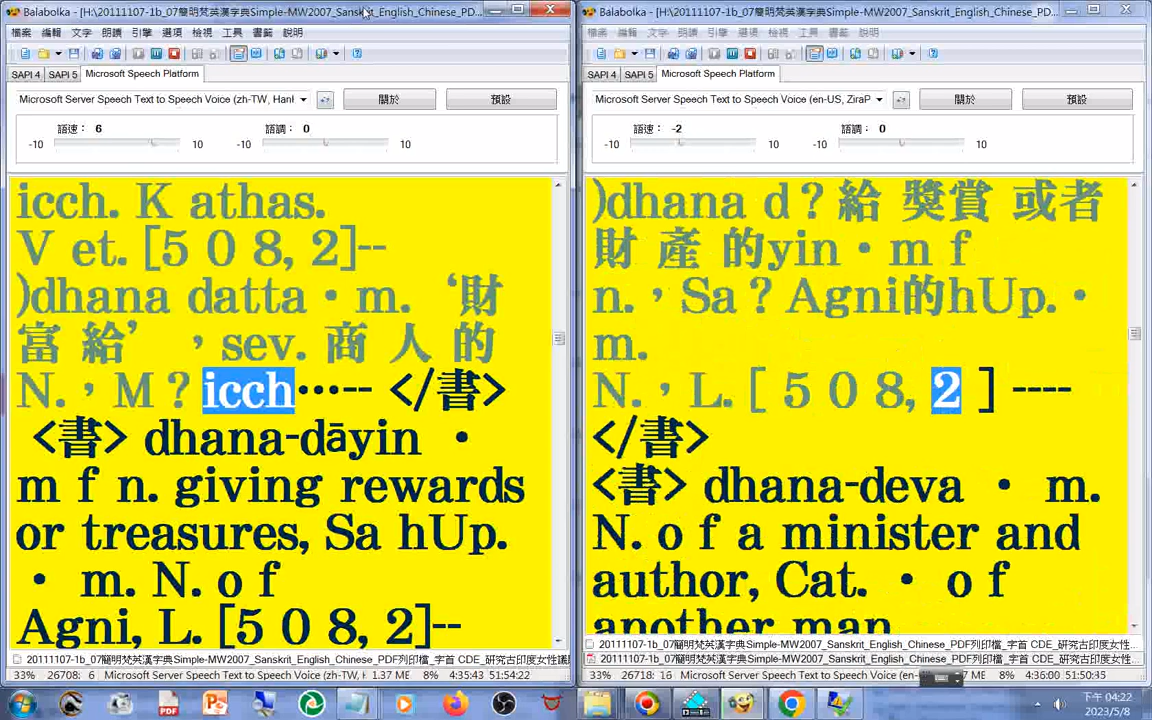 Balabolka - [H:\20111107-1b_07簡明梵英漢字典Simple-MW2007_Sanskrit_English_Chinese_PD...
檔案 編輯 文字 朗讀 引擎 選項 檢視 工具 書籤 說明
SAPI 4 SAPI 5 Microsoft Speech Platform
Microsoft Server Speech Text to Speech Voice (zh-TW, Hanl 關於 預設
語速： 6 語調： 0
-10 10 -10 10
icch. K athas.
V et. [5 0 8, 2]--
)dhana datta・m.‘財
富 給’ ，sev. 商 人 的
N.，M？icch…-- </書>
<書> dhana-dāyin ・
m f n. giving rewards
or treasures, Sa hUp.
・ m. N. o f
Agni, L. [5 0 8, 2]--
20111107-1b_07簡明梵英漢字典Simple-MW2007_Sanskrit_English_Chinese_PDF列印檔_字首 CDE_研究古印度女性議
33% 26708: 6 Microsoft Server Speech Text to Speech Voice (zh-TW, H 1.37 MB 8% 4:35:43 51:54:22
Balabolka - [H:\20111107-1b_07簡明梵英漢字典Simple-MW2007_Sanskrit_English_Chinese_PD...
檔案 編輯 文字 朗讀 引擎 選項 檢視 工具 書籤 說明
SAPI 4 SAPI 5 Microsoft Speech Platform
Microsoft Server Speech Text to Speech Voice (en-US, ZiraP 關於 預設
語速： -2 語調： 0
-10 10 -10 10
)dhana d？給 獎賞 或者
財 產 的yin・m f
n.，Sa？Agni的hUp.・
m.
N.，L. [ 5 0 8, 2 ] ----
</書>
<書> dhana-deva ・ m.
N. o f a minister and
author, Cat. ・ o f
another man
20111107-1b_07簡明梵英漢字典Simple-MW2007_Sanskrit_English_Chinese_PDF列印檔_字首 CDE_研究古印度女性
20111107-1b_07簡明梵英漢字典Simple-MW2007_Sanskrit_English_Chinese_PDF列印檔_字首 CDE_研究古印度女性
33% 26718: 16 Microsoft Server Speech Text to Speech Voice (e MB 8% 4:36:00 51:50:45
下午 04:22
2023/5/8